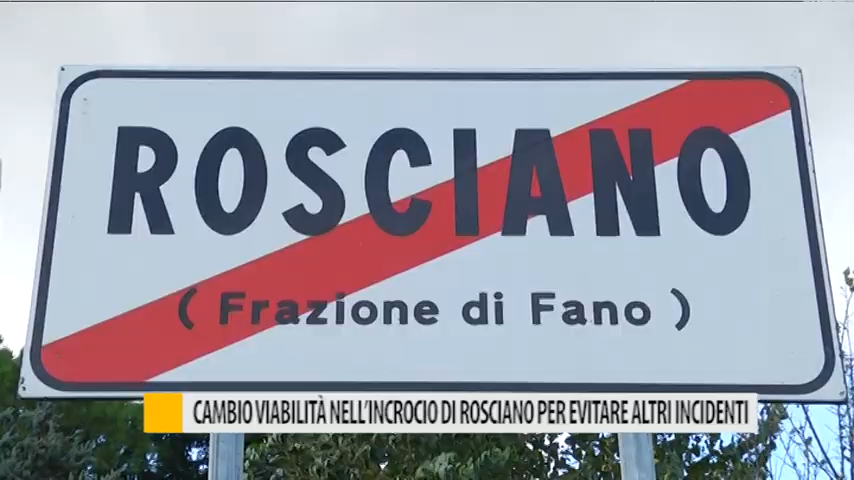 ROSCIANO
( Frazione di Fano )
CAMBIO VIABILITÀ NELL'INCROCIO DI ROSCIANO PER EVITARE ALTRI INCIDENTI